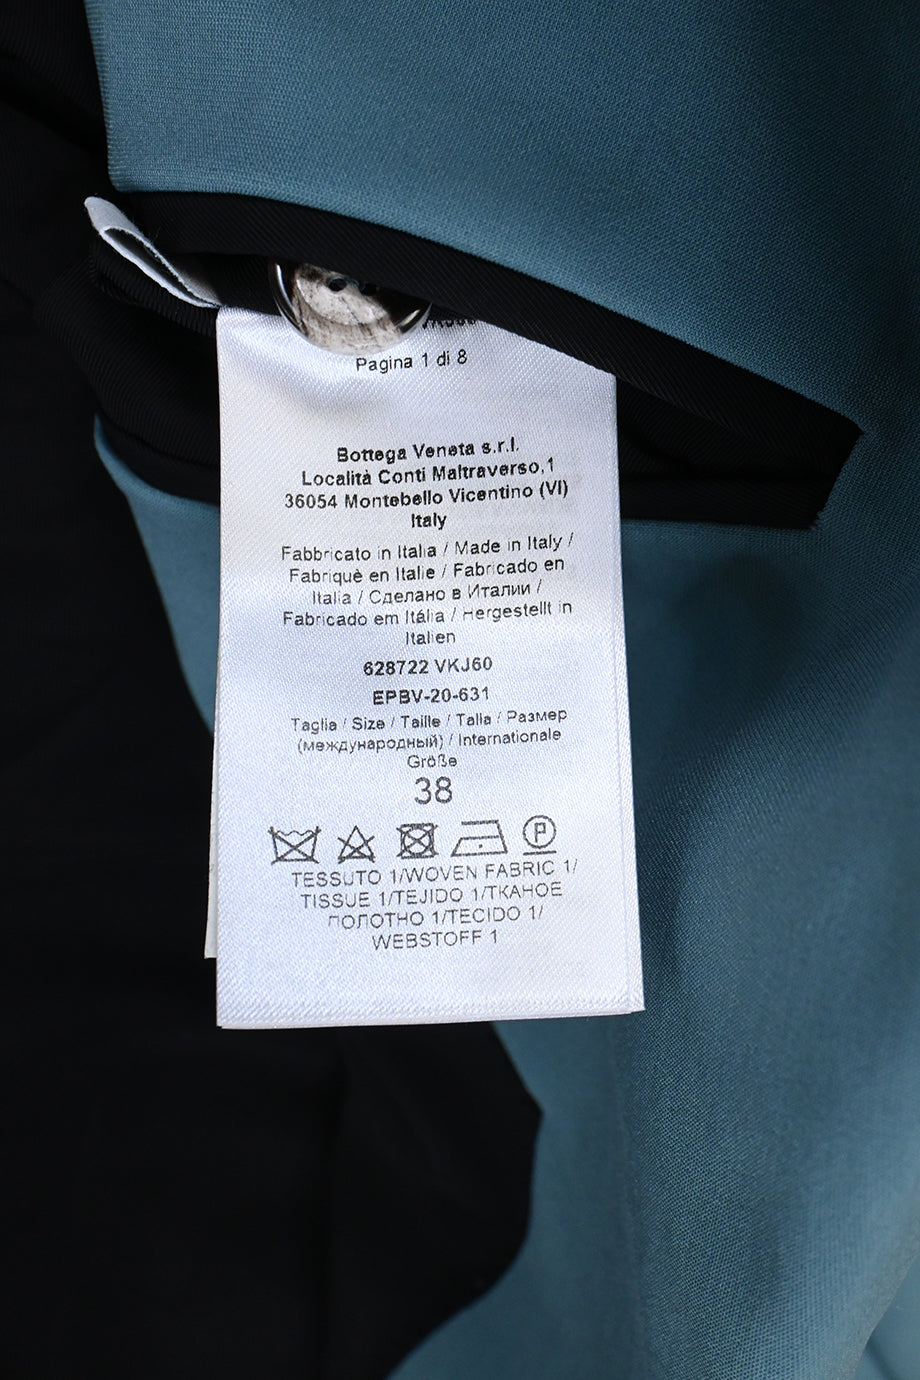 Pagina 1 di 8
Bottega Veneta s.r.l.
Località Conti Maltraverso,1
36054 Montebello Vicentino (VI)
Italy
Fabbricato in Italia / Made in Italy /
Fabriquè en Italie / Fabricado en
Italia / Сделано в Италии /
Fabricado em Itália / Hergestellt in
Italien
628722 VKJ60
EPBV-20-631
Taglia / Size / Taille / Talla / Размер
(международный) / Internationale
Größe
38
P
TESSUTO 1/WOVEN FABRIC 1/
TISSUE 1/TEJIDO 1/ТКАНОЕ
ПОЛОТНО 1/TECIDO 1/
WEBSTOFF 1